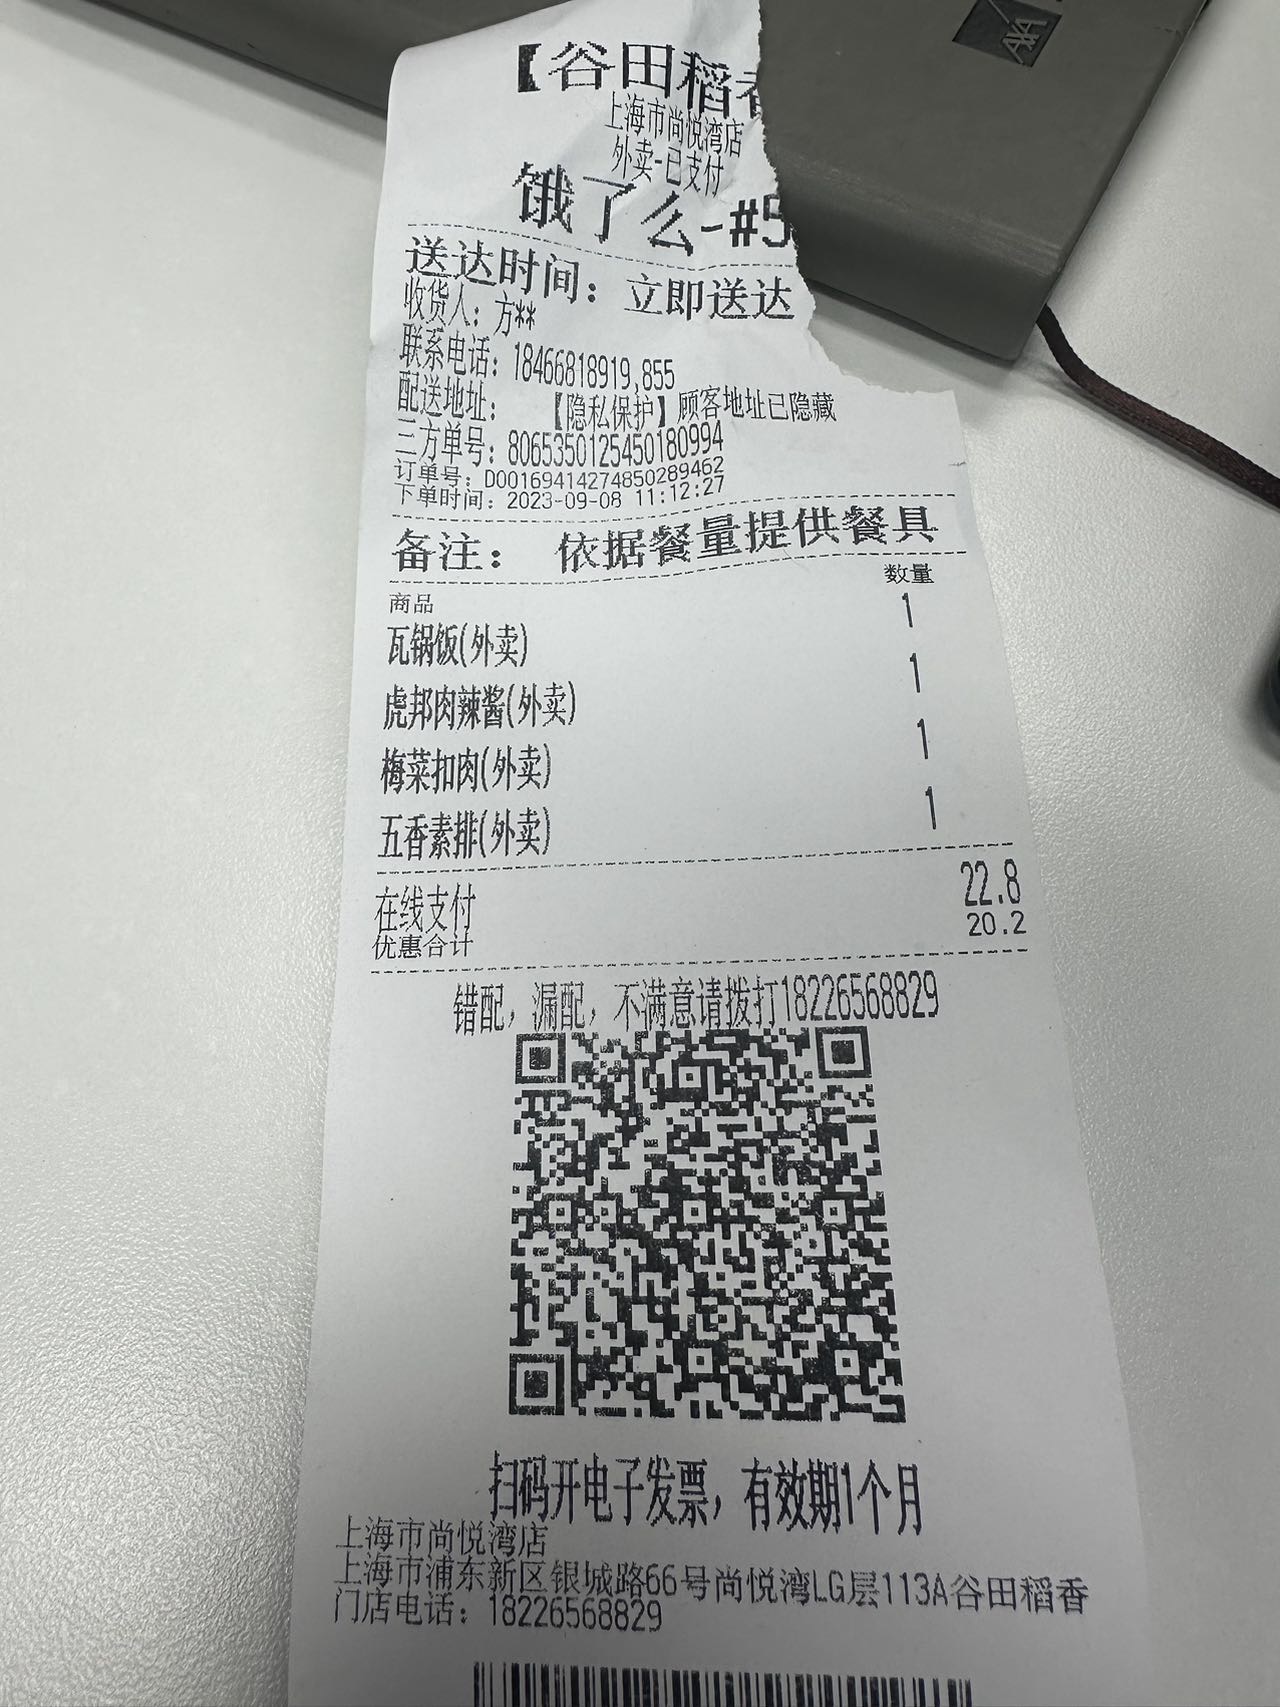 AXA
【谷田稻香
上海市尚悦湾店
外卖-已支付
饿了么-#5
送达时间：立即送达
收货人：方**
联系电话：18466818919,855
配送地址：【隐私保护】顾客地址已隐藏
三方单号：8065350125450180994
订单号：D00169414274850289462
下单时间：2023-09-08 11:12:27
备注： 依据餐量提供餐具
商品 数量
瓦锅饭(外卖) 1
虎邦肉辣酱(外卖) 1
梅菜扣肉(外卖) 1
五香素排(外卖) 1
在线支付 22.8
优惠合计 20.2
错配，漏配，不满意请拨打18226568829
扫码开电子发票，有效期1个月
上海市尚悦湾店
上海市浦东新区银城路66号尚悦湾LG层113A谷田稻香
门店电话：18226568829